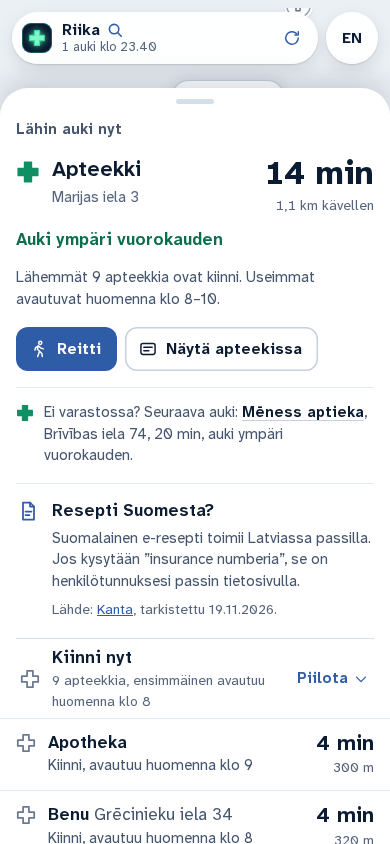 Riika
1 auki klo 23.40
EN
Lähin auki nyt
Apteekki
14 min
Marijas iela 3
1,1 km kävellen
Auki ympäri vuorokauden
Lähemmät 9 apteekkia ovat kiinni. Useimmat
avautuvat huomenna klo 8–10.
Reitti
Näytä apteekissa
Ei varastossa? Seuraava auki: Mēness aptieka,
Brīvības iela 74, 20 min, auki ympäri
vuorokauden.
Resepti Suomesta?
Suomalainen e-resepti toimii Latviassa passilla.
Jos kysytään ”insurance numberia”, se on
henkilötunnuksesi passin tietosivulla.
Lähde: Kanta, tarkistettu 19.11.2026.
Kiinni nyt
9 apteekkia, ensimmäinen avautuu
huomenna klo 8
Piilota
Apotheka
4 min
Kiinni, avautuu huomenna klo 9
300 m
Benu Grēcinieku iela 34
4 min
Kiinni, avautuu huomenna klo 8
320 m